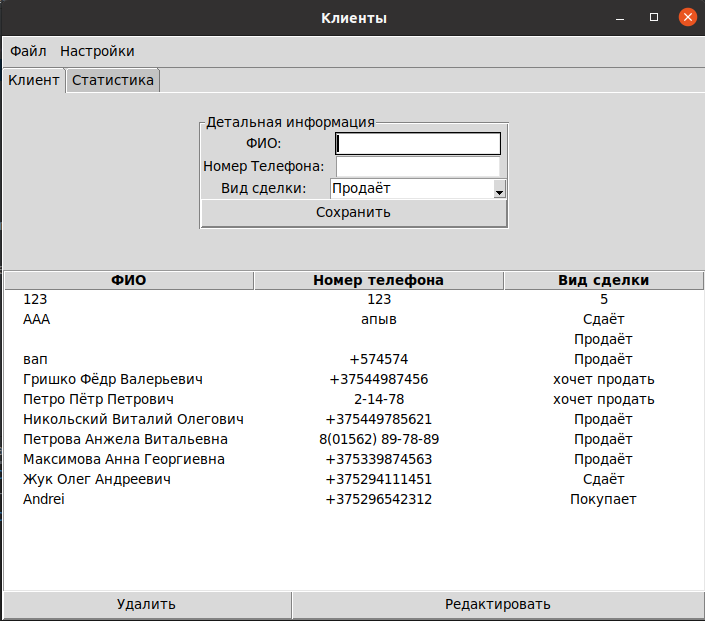 Клиенты
Файл Настройки
Клиент Статистика
Детальная информация
ФИО:
Номер Телефона:
Вид сделки: Продаёт
Сохранить
ФИО Номер телефона Вид сделки
123 123 5
ААА апыв Сдаёт
Продаёт
вап +574574 Продаёт
Гришко Фёдр Валерьевич +37544987456 хочет продать
Петро Пётр Петрович 2-14-78 хочет продать
Никольский Виталий Олегович +375449785621 Продаёт
Петрова Анжела Витальевна 8(01562) 89-78-89 Продаёт
Максимова Анна Георгиевна +375339874563 Продаёт
Жук Олег Андреевич +375294111451 Сдаёт
Andrei +375296542312 Покупает
Удалить Редактировать